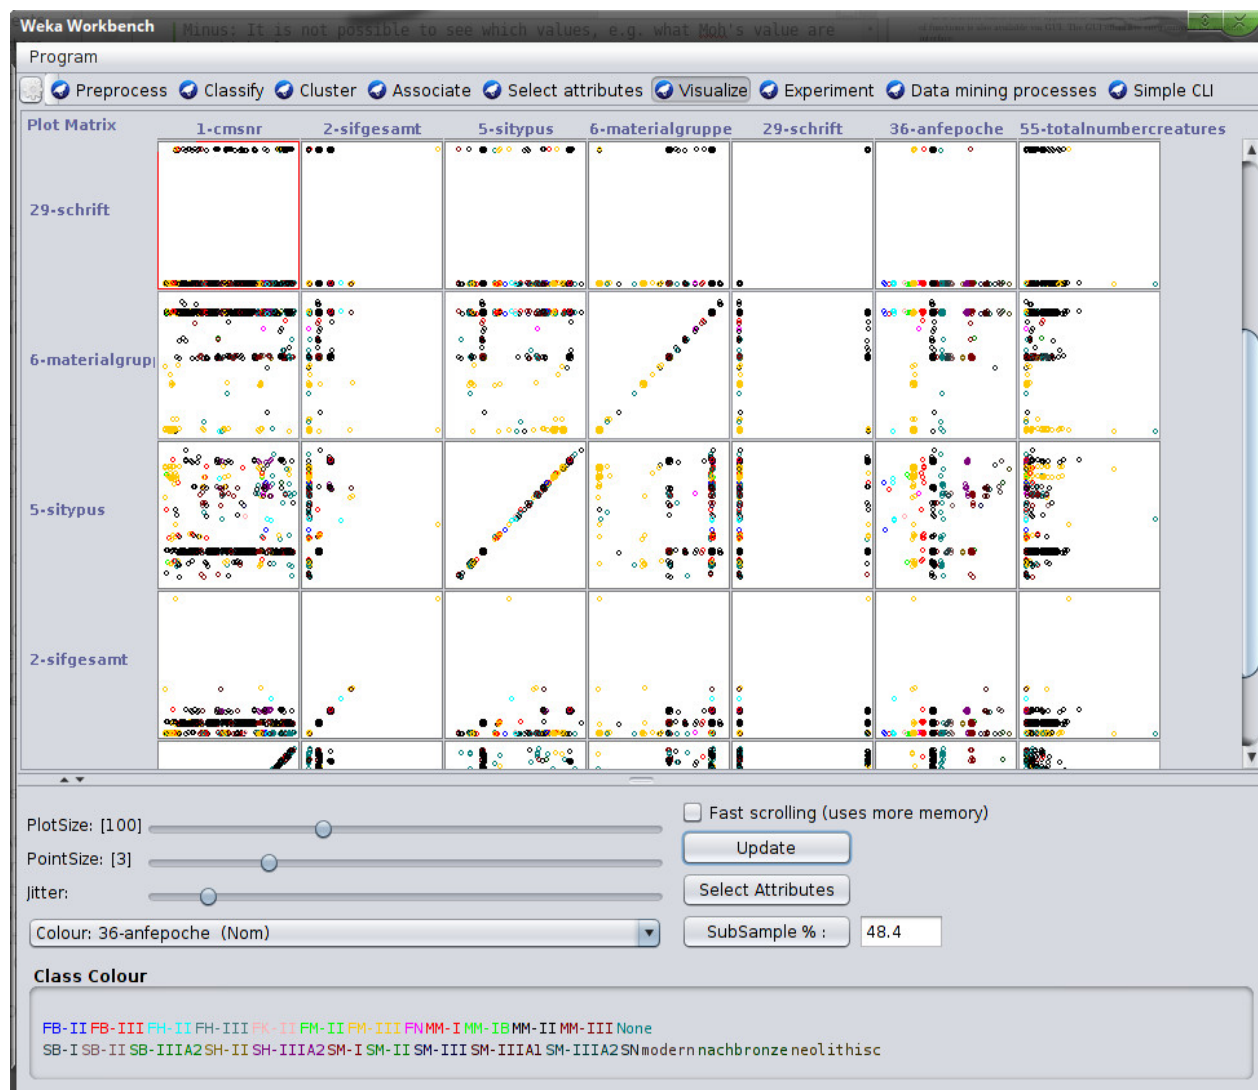 Weka Workbench
Minus: It is not possible to see which values, e.g. what Moh's value are
Program
Preprocess Classify Cluster Associate Select attributes Visualize Experiment Data mining processes Simple CLI
Plot Matrix 1-cmsnr 2-sifgesamt 5-sitypus 6-materialgruppe 29-schrift 36-anfepoche 55-totalnumbercreatures
29-schrift
6-materialgrupp
5-sitypus
2-sifgesamt
PlotSize: [100]
Fast scrolling (uses more memory)
Update
PointSize: [3]
Select Attributes
Jitter:
Colour: 36-anfepoche (Nom)
SubSample % : 48.4
Class Colour
FB-II FB-III FH-II FH-III FK-II FM-II FM-III FN MM-I MM-IB MM-II MM-III None
SB-I SB-II SB-IIIA2 SH-II SH-IIIA2 SM-I SM-II SM-III SM-IIIA1 SM-IIIA2 SN modern nachbronze neolithisc